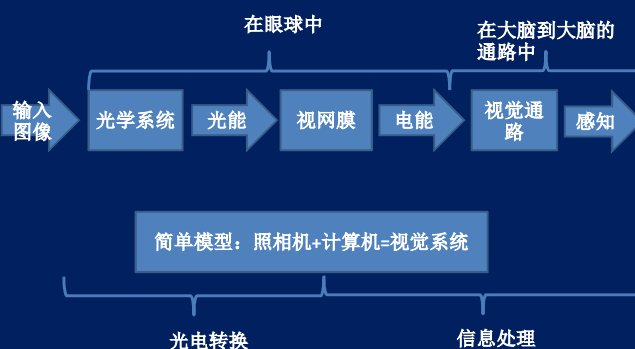 在眼球中
在大脑到大脑的
通路中
输入
图像
光学系统
光能
视网膜
电能
视觉通
路
感知
简单模型：照相机+计算机=视觉系统
光电转换
信息处理